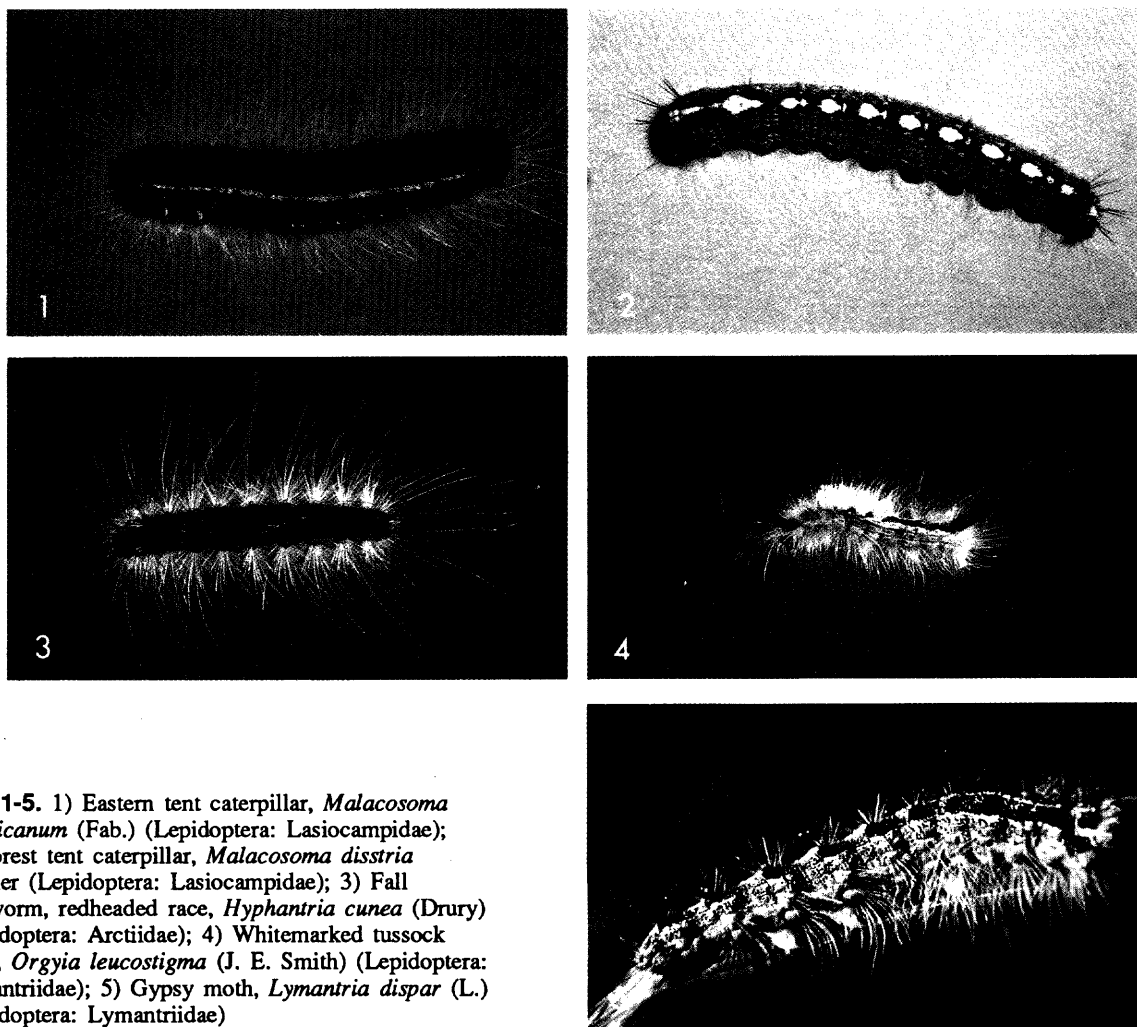 1
2
3
4
1-5. 1) Eastern tent caterpillar, Malacosoma
icanum (Fab.) (Lepidoptera: Lasiocampidae);
orest tent caterpillar, Malacosoma disstria
er (Lepidoptera: Lasiocampidae); 3) Fall
vorm, redheaded race, Hyphantria cunea (Drury)
doptera: Arctiidae); 4) Whitemarked tussock
, Orgyia leucostigma (J. E. Smith) (Lepidoptera:
antriidae); 5) Gypsy moth, Lymantria dispar (L.)
doptera: Lymantriidae)